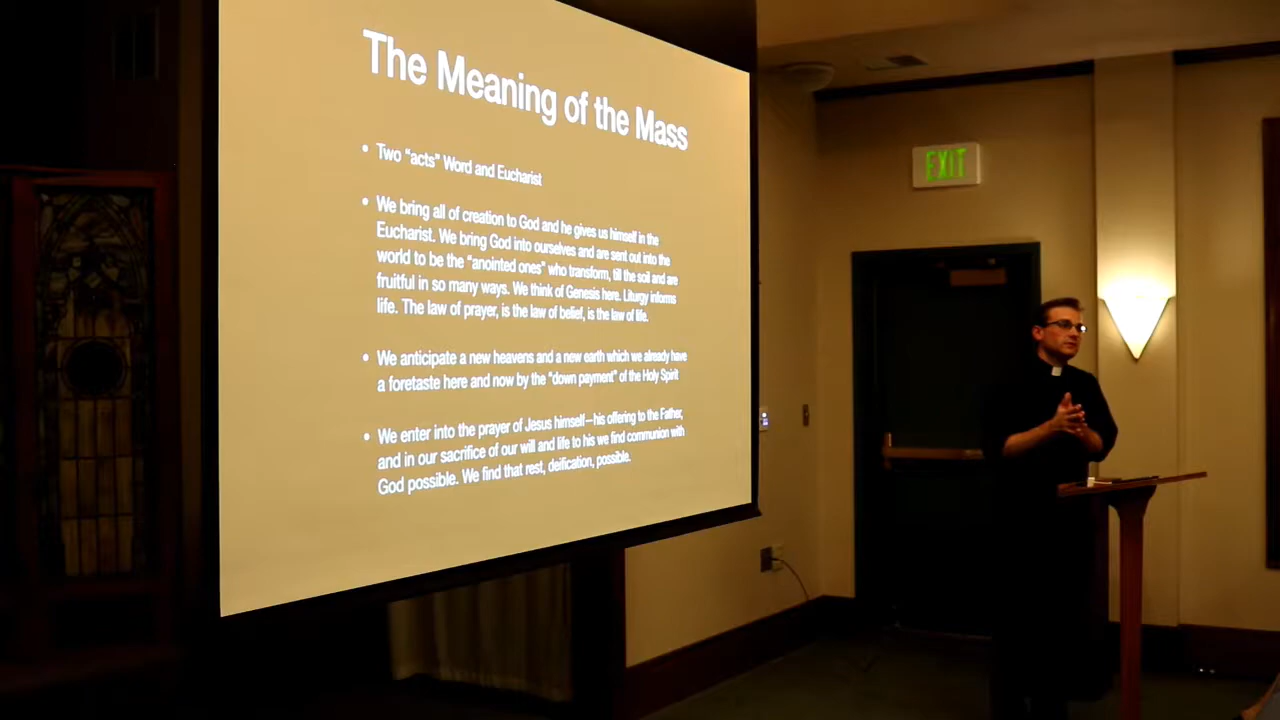 The Meaning of the Mass
• Two “acts” Word and Eucharist
• We bring all of creation to God and he gives us himself in the
Eucharist. We bring God into ourselves and are sent out into the
world to be the “anointed ones” who transform, till the soil and are
fruitful in so many ways. We think of Genesis here. Liturgy informs
life. The law of prayer, is the law of belief, is the law of life.
• We anticipate a new heavens and a new earth which we already have
a foretaste here and now by the “down payment” of the Holy Spirit
• We enter into the prayer of Jesus himself—his offering to the Father,
and in our sacrifice of our will and life to his we find communion with
God possible. We find that rest, deification, possible.
EXIT